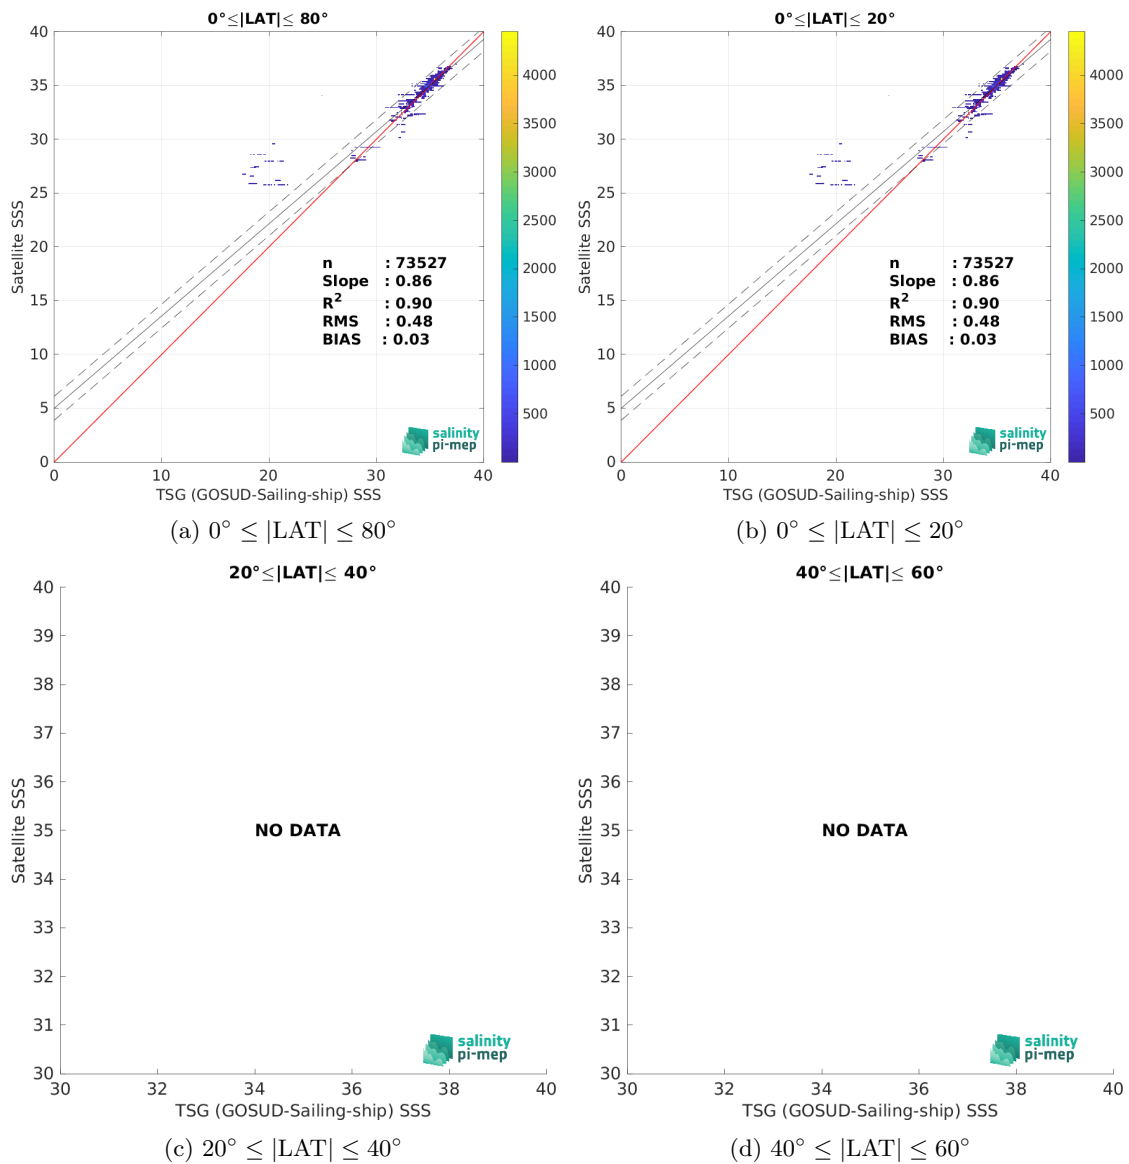 0°≤|LAT|≤ 80°
Satellite SSS
40
35
30
25
20
15
10
5
0
n : 73527
Slope : 0.86
R² : 0.90
RMS : 0.48
BIAS : 0.03
salinity
pi-mep
0 10 20 30 40
TSG (GOSUD-Sailing-ship) SSS
4000
3500
3000
2500
2000
1500
1000
500
(a) 0° ≤ |LAT| ≤ 80°
0°≤|LAT|≤ 20°
Satellite SSS
40
35
30
25
20
15
10
5
0
n : 73527
Slope : 0.86
R² : 0.90
RMS : 0.48
BIAS : 0.03
salinity
pi-mep
0 10 20 30 40
TSG (GOSUD-Sailing-ship) SSS
4000
3500
3000
2500
2000
1500
1000
500
(b) 0° ≤ |LAT| ≤ 20°
20°≤|LAT|≤ 40°
Satellite SSS
40
39
38
37
36
35
34
33
32
31
30
NO DATA
salinity
pi-mep
30 32 34 36 38 40
TSG (GOSUD-Sailing-ship) SSS
(c) 20° ≤ |LAT| ≤ 40°
40°≤|LAT|≤ 60°
Satellite SSS
40
39
38
37
36
35
34
33
32
31
30
NO DATA
salinity
pi-mep
30 32 34 36 38 40
TSG (GOSUD-Sailing-ship) SSS
(d) 40° ≤ |LAT| ≤ 60°